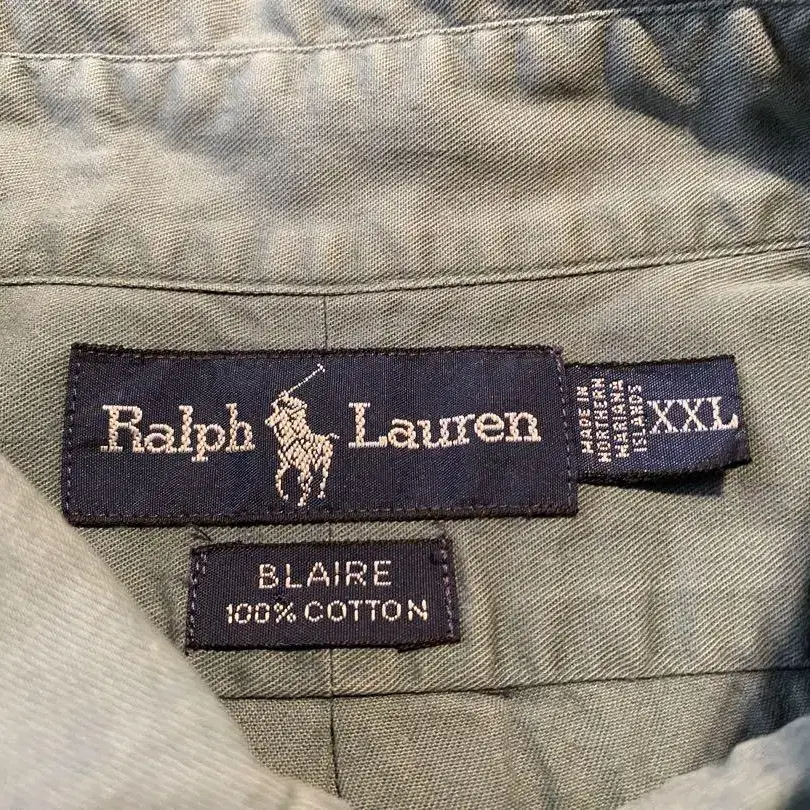 Ralph Lauren
MADE IN
NORTHERN
MARIANA
ISLANDS
XXL
BLAIRE
100% COTTON